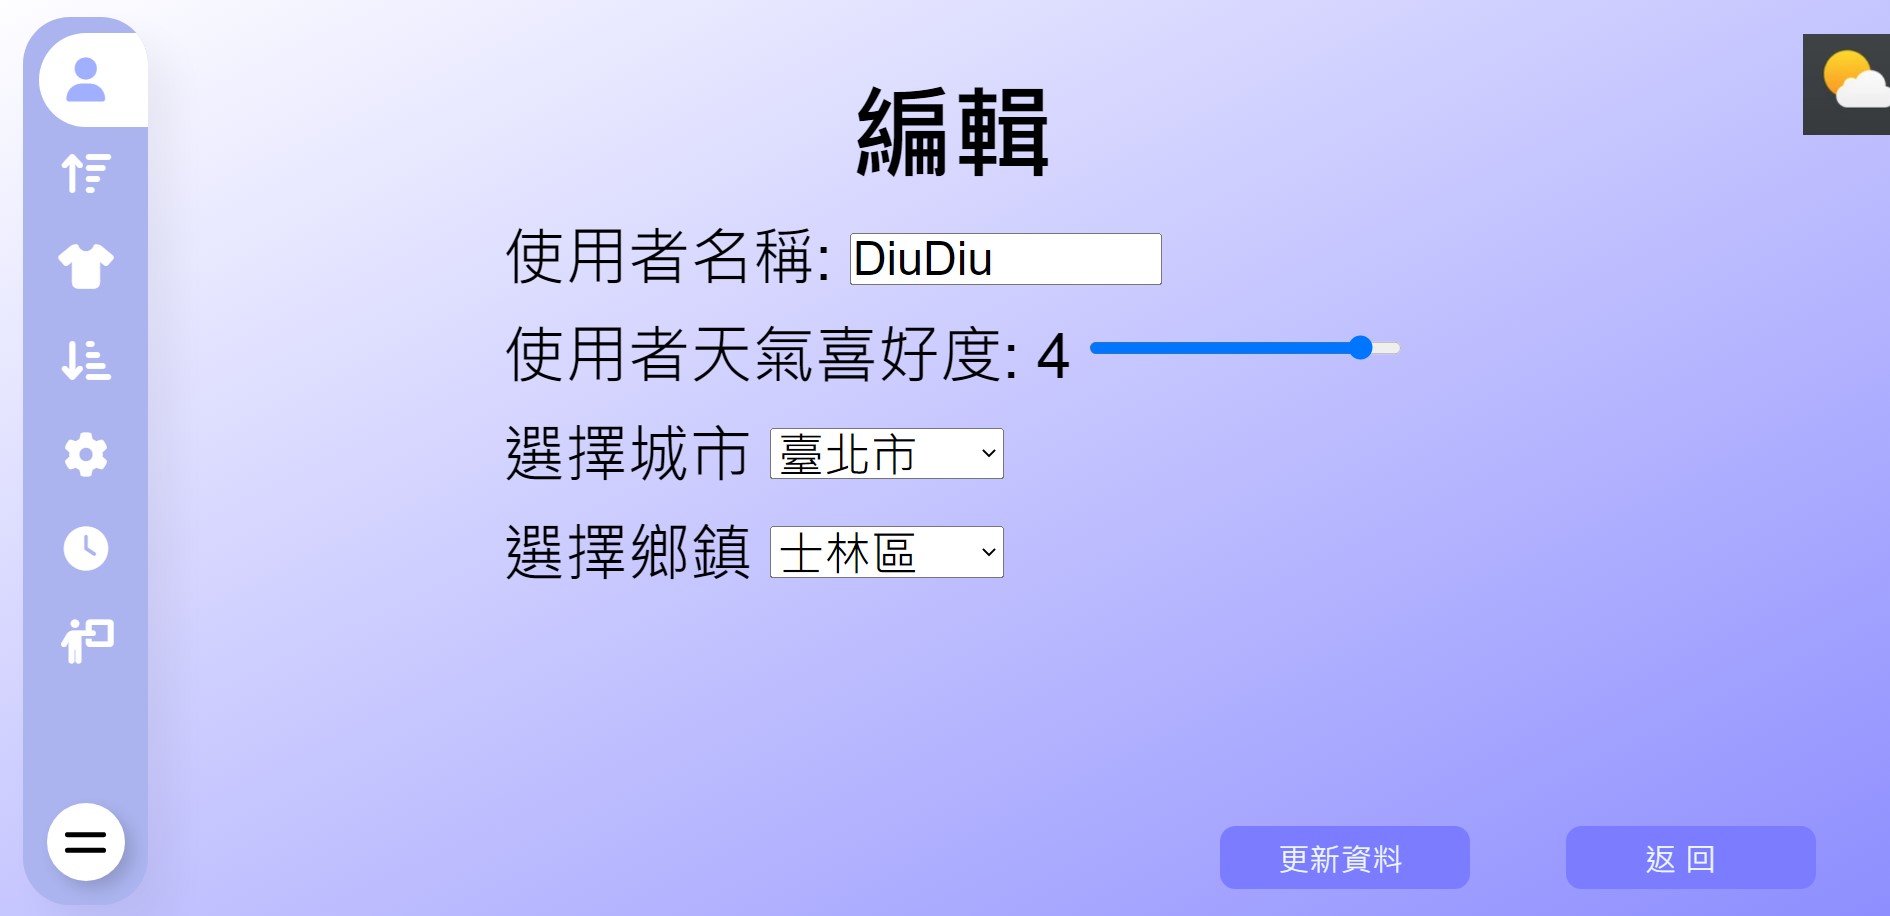 編輯
使用者名稱: DiuDiu
使用者天氣喜好度: 4
選擇城市 臺北市
選擇鄉鎮 士林區
更新資料 返 回